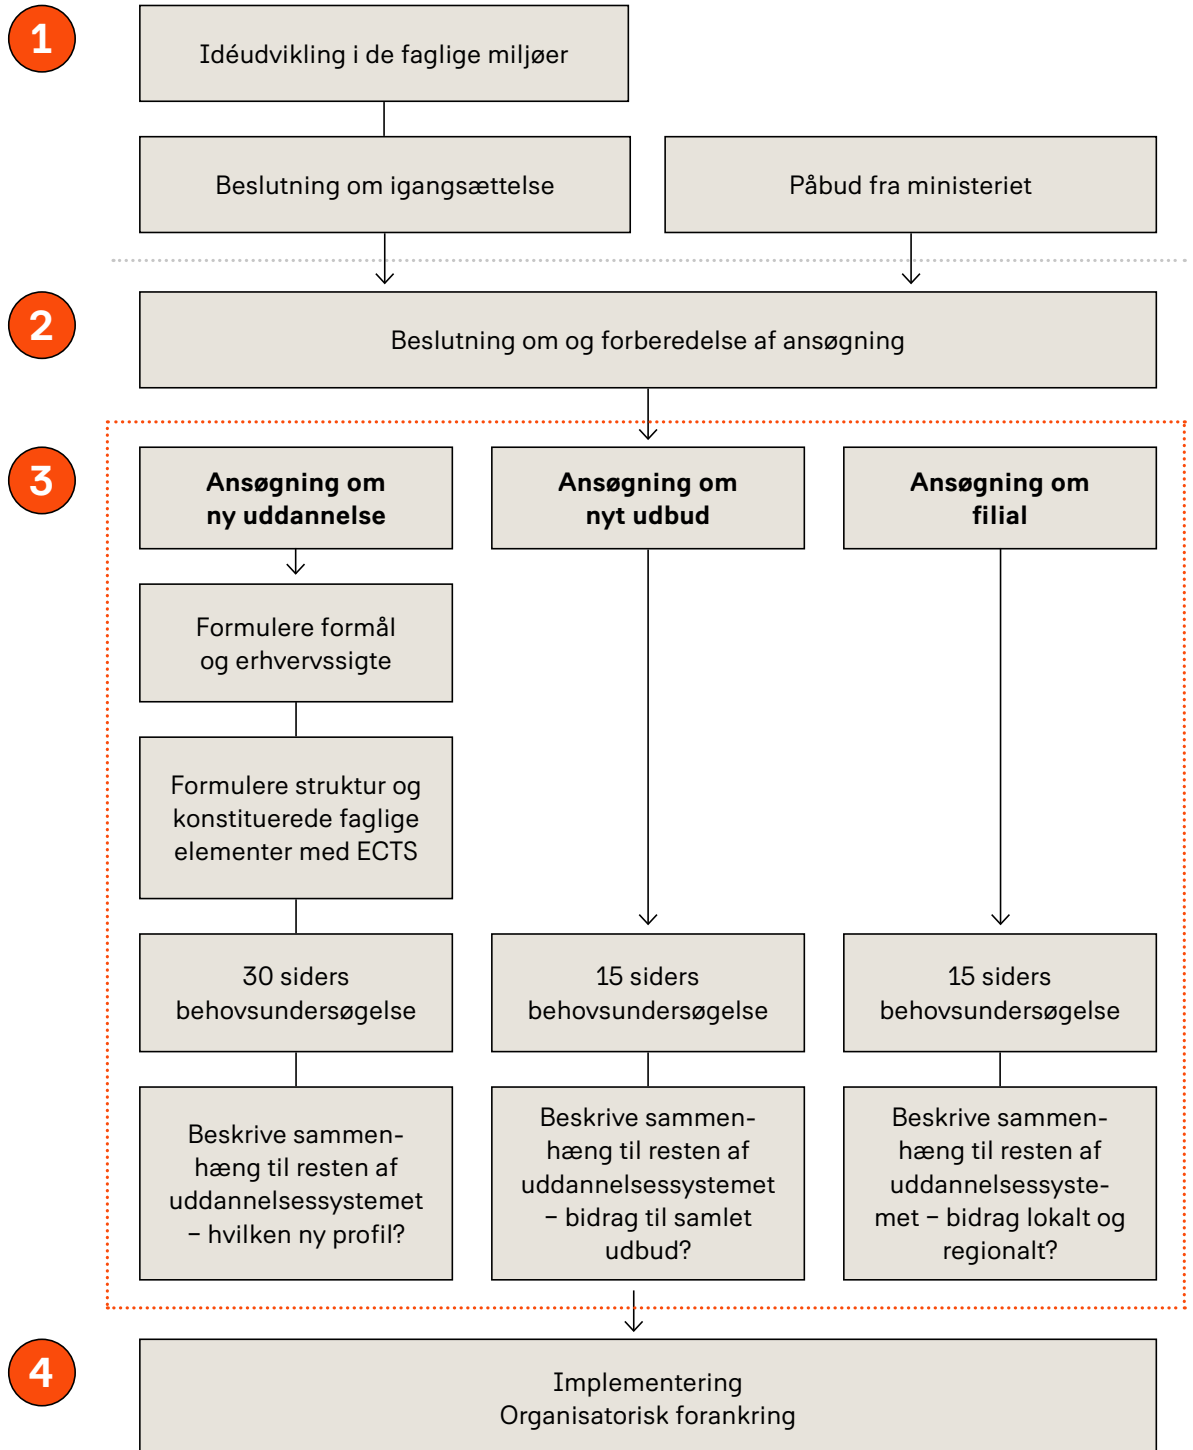 1
Idéudvikling i de faglige miljøer
Beslutning om igangsættelse
Påbud fra ministeriet
2
Beslutning om og forberedelse af ansøgning
3
Ansøgning om
ny uddannelse
Ansøgning om
nyt udbud
Ansøgning om
filial
Formulere formål
og erhvervssigte
Formulere struktur og
konstituerede faglige
elementer med ECTS
30 siders
behovsundersøgelse
15 siders
behovsundersøgelse
15 siders
behovsundersøgelse
Beskrive sammen-
hæng til resten af
uddannelsessystemet
– hvilken ny profil?
Beskrive sammen-
hæng til resten af
uddannelsessystemet
– bidrag til samlet
udbud?
Beskrive sammen-
hæng til resten af
uddannelsessyste-
met – bidrag lokalt og
regionalt?
4
Implementering
Organisatorisk forankring